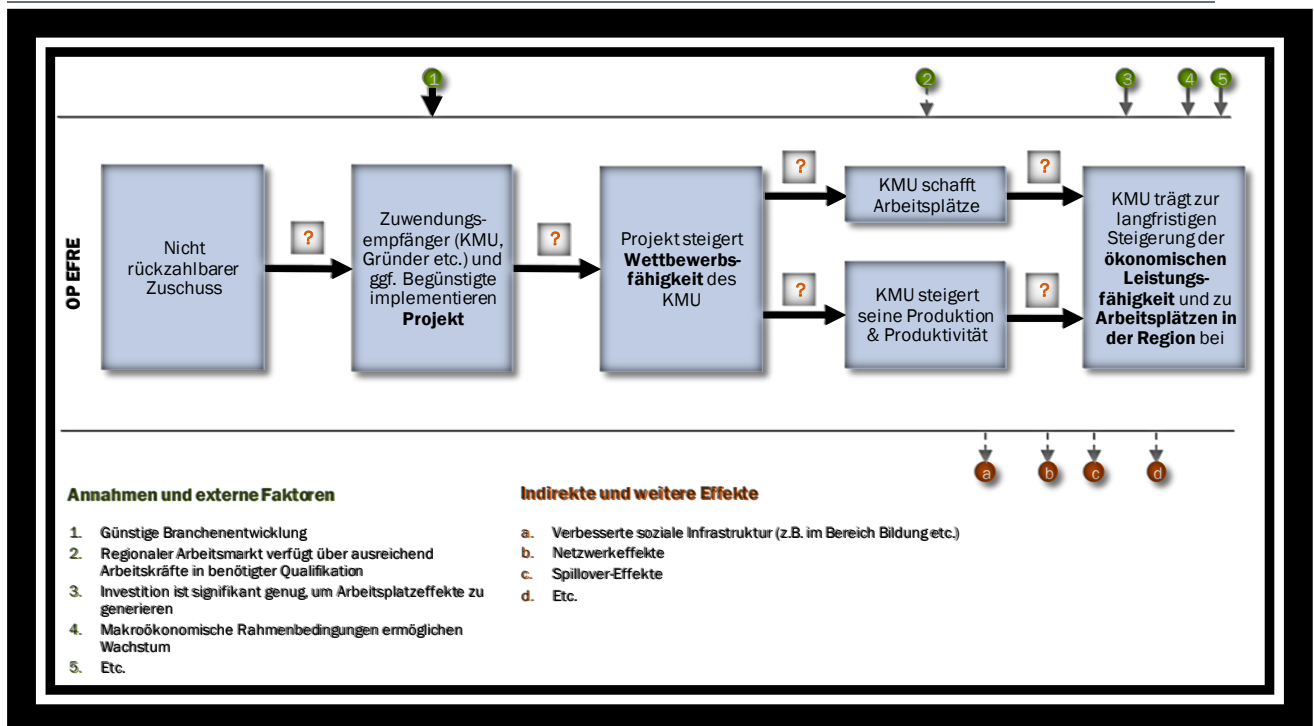 1
2
3
4
5
OP EFRE
Nicht
rückzahlbarer
Zuschuss
?
Zuwendungs-
empfänger (KMU,
Gründer etc.) und
ggf. Begünstigte
implementieren
Projekt
?
Projekt steigert
Wettbewerbs-
fähigkeit des
KMU
?
KMU schafft
Arbeitsplätze
?
?
KMU steigert
seine Produktion
& Produktivität
?
KMU trägt zur
langfristigen
Steigerung der
ökonomischen
Leistungs-
fähigkeit und zu
Arbeitsplätzen in
der Region bei
a
b
c
d
Annahmen und externe Faktoren
1. Günstige Branchenentwicklung
2. Regionaler Arbeitsmarkt verfügt über ausreichend
Arbeitskräfte in benötigter Qualifikation
3. Investition ist signifikant genug, um Arbeitsplatzeffekte zu
generieren
4. Makroökonomische Rahmenbedingungen ermöglichen
Wachstum
5. Etc.
Indirekte und weitere Effekte
a. Verbesserte soziale Infrastruktur (z.B. im Bereich Bildung etc.)
b. Netzwerkeffekte
c. Spillover-Effekte
d. Etc.